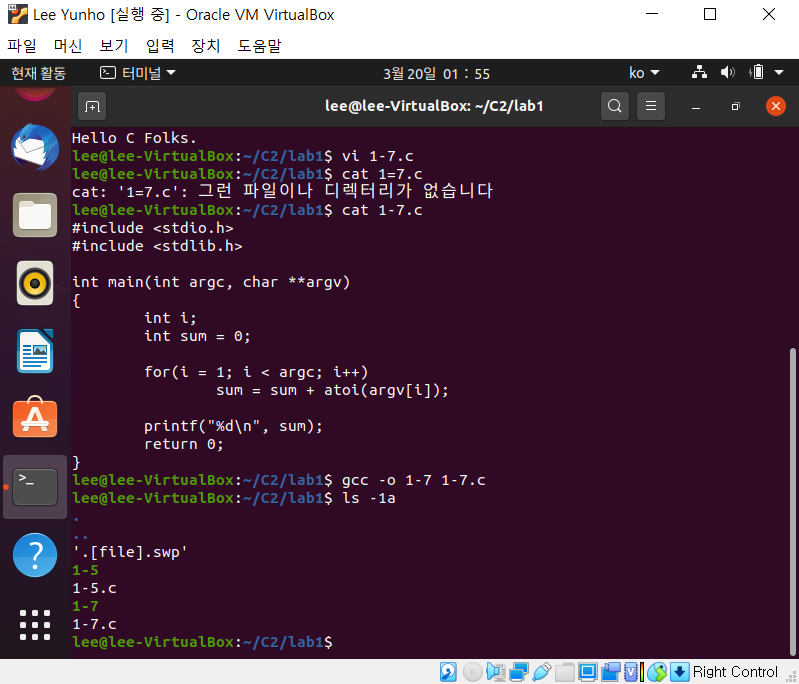 Lee Yunho [실행 중] - Oracle VM VirtualBox
파일 머신 보기 입력 장치 도움말
현재 활동 터미널 3월 20일 01 : 55 ko
lee@lee-VirtualBox: ~/C2/lab1
Hello C Folks.
lee@lee-VirtualBox:~/C2/lab1$ vi 1-7.c
lee@lee-VirtualBox:~/C2/lab1$ cat 1=7.c
cat: '1=7.c': 그런 파일이나 디렉터리가 없습니다
lee@lee-VirtualBox:~/C2/lab1$ cat 1-7.c
#include <stdio.h>
#include <stdlib.h>
int main(int argc, char **argv)
{
int i;
int sum = 0;
for(i = 1; i < argc; i++)
sum = sum + atoi(argv[i]);
printf("%d\n", sum);
return 0;
}
lee@lee-VirtualBox:~/C2/lab1$ gcc -o 1-7 1-7.c
lee@lee-VirtualBox:~/C2/lab1$ ls -1a
.
..
'.[file].swp'
1-5
1-5.c
1-7
1-7.c
lee@lee-VirtualBox:~/C2/lab1$
Right Control